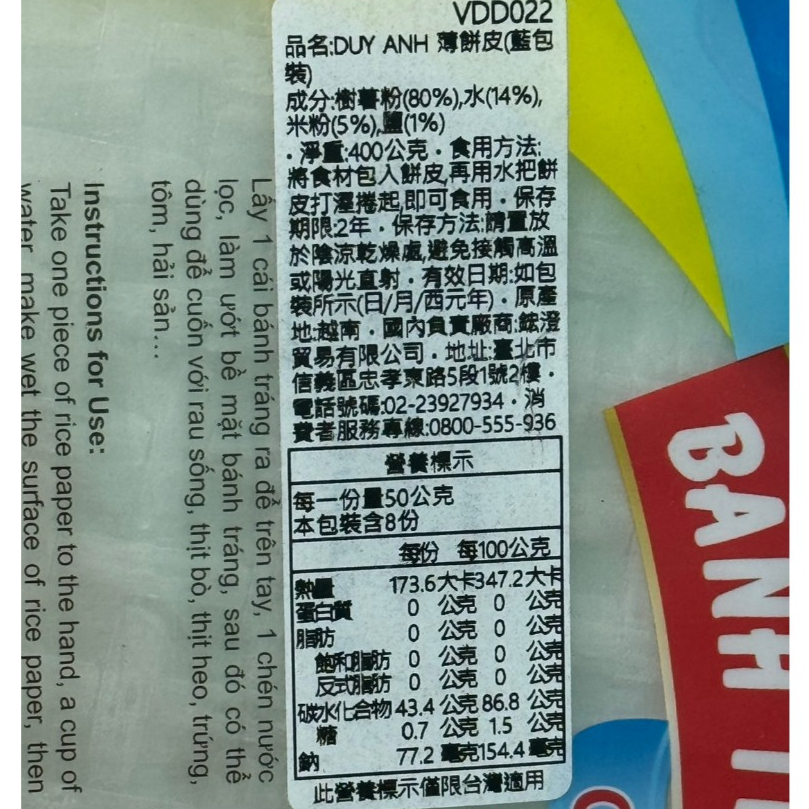 VDD022
品名:DUY ANH 薄餅皮(藍包
裝)
成分:樹薯粉(80%),水(14%),
米粉(5%),鹽(1%)
・淨重:400公克・食用方法:
將食材包入餅皮,再用水把餅
皮打溼捲起,即可食用・保存
期限:2年・保存方法:請置放
於陰涼乾燥處,避免接觸高溫
或陽光直射・有效日期:如包
裝所示(日/月/西元年)・原產
地:越南・國內負責廠商:鋐澄
貿易有限公司・地址:臺北市
信義區忠孝東路5段1號2樓・
電話號碼:02-23927934・消
費者服務專線:0800-555-936
營養標示
每一份量50公克
本包裝含8份
每份 每100公克
熱量 173.6大卡347.2大卡
蛋白質 0 公克 0 公克
脂肪 0 公克 0 公克
飽和脂肪 0 公克 0 公克
反式脂肪 0 公克 0 公克
碳水化合物 43.4 公克 86.8 公克
糖 0.7 公克 1.5 公克
鈉 77.2 毫克154.4 毫克
此營養標示僅限台灣適用
Lấy 1 cái bánh tráng ra để trên tay, 1 chén nước
lọc, làm ướt bề mặt bánh tráng, sau đó có thể
dùng để cuốn với rau sống, thịt bò, thịt heo, trứng,
tôm, hải sản...
Instructions for Use:
Take one piece of rice paper to the hand, a cup of
water, make wet the surface of rice paper, then
BANH